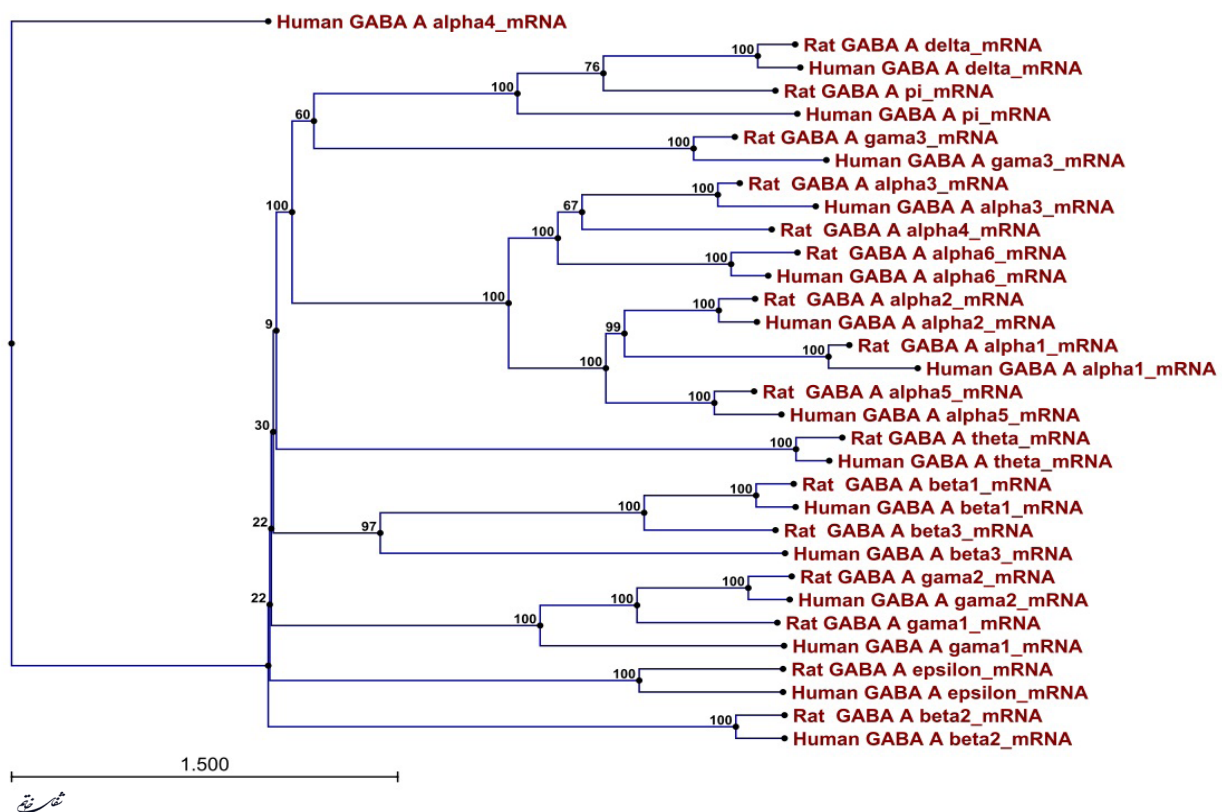 Human GABA A alpha4_mRNA
Rat GABA A delta_mRNA
100
Human GABA A delta_mRNA
76
Rat GABA A pi_mRNA
100
Human GABA A pi_mRNA
60
Rat GABA A gama3_mRNA
100
Human GABA A gama3_mRNA
Rat GABA A alpha3_mRNA
100
Human GABA A alpha3_mRNA
67
100
Rat GABA A alpha4_mRNA
100
Rat GABA A alpha6_mRNA
100
Human GABA A alpha6_mRNA
100
Rat GABA A alpha2_mRNA
100
Human GABA A alpha2_mRNA
99
9
Rat GABA A alpha1_mRNA
100
Human GABA A alpha1_mRNA
100
Rat GABA A alpha5_mRNA
100
Human GABA A alpha5_mRNA
30
Rat GABA A theta_mRNA
100
Human GABA A theta_mRNA
Rat GABA A beta1_mRNA
100
Human GABA A beta1_mRNA
100
22
97
Rat GABA A beta3_mRNA
Human GABA A beta3_mRNA
Rat GABA A gama2_mRNA
100
Human GABA A gama2_mRNA
22
100
Rat GABA A gama1_mRNA
100
Human GABA A gama1_mRNA
Rat GABA A epsilon_mRNA
100
Human GABA A epsilon_mRNA
Rat GABA A beta2_mRNA
100
Human GABA A beta2_mRNA
1.500